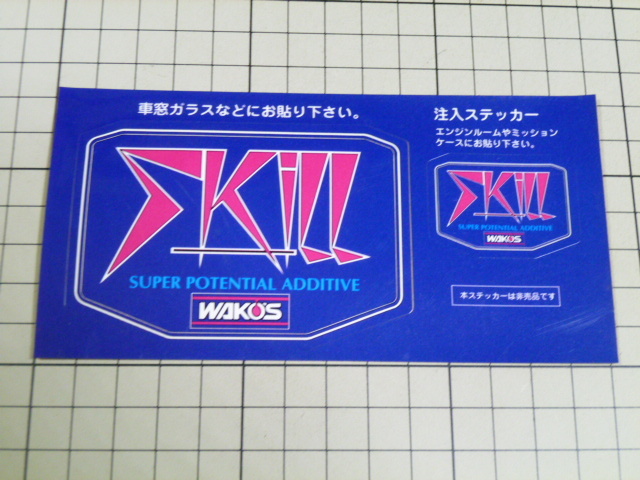 車窓ガラスなどにお貼り下さい。
SKill
SUPER POTENTIAL ADDITIVE
WAKO'S
注入ステッカー
エンジンルームやミッション
ケースにお貼り下さい。
SKill
SUPER POTENTIAL ADDITIVE
WAKO'S
本ステッカーは非売品です